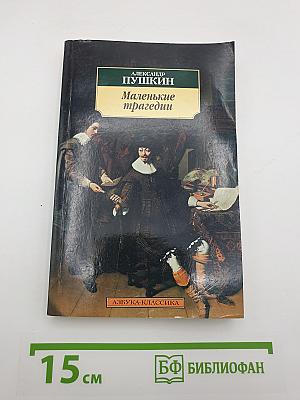 АЛЕКСАНДР
ПУШКИН
Маленькие
трагедии
АЗБУКА-КЛАССИКА
15 см
БФ БИБЛИОФАН